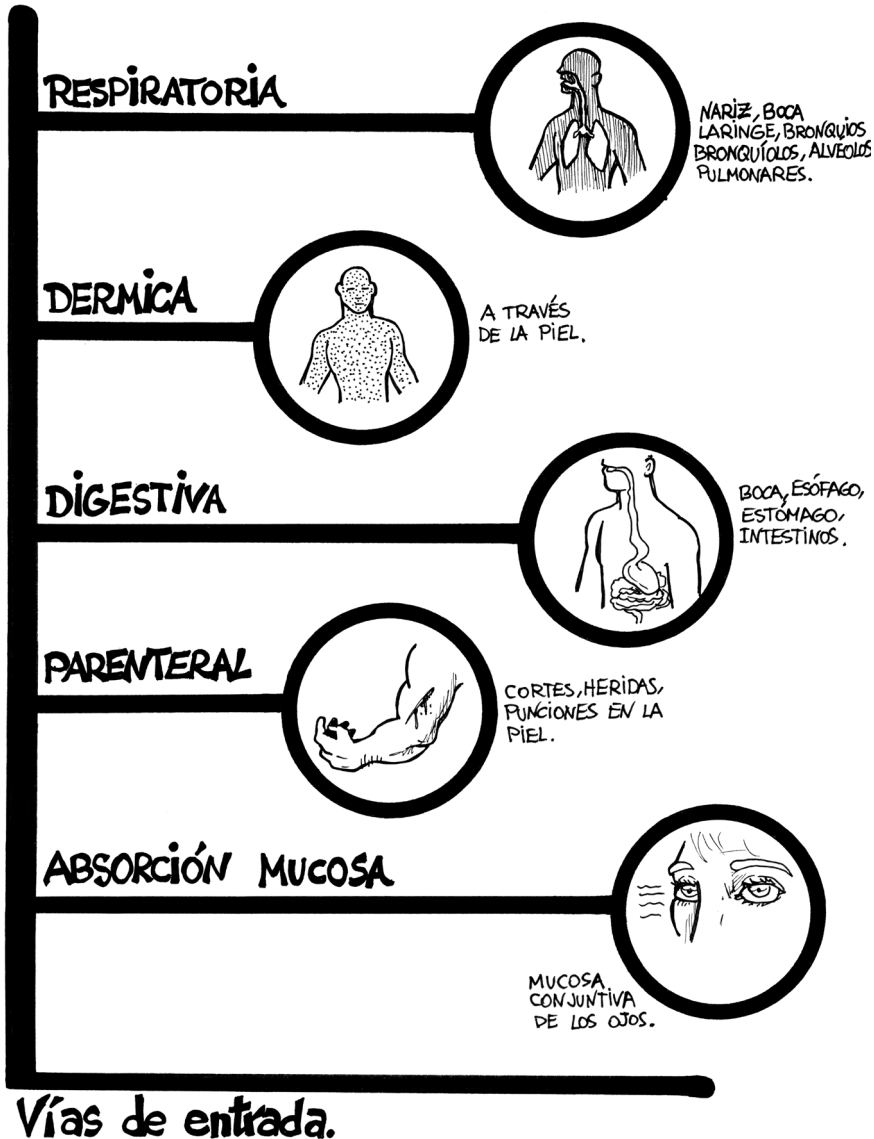 RESPIRATORIA
NARIZ, BOCA
LARINGE, BRONQUIOS
BRONQUÍOLOS, ALVEOLOS
PULMONARES.
DERMICA
A TRAVÉS
DE LA PIEL.
DIGESTIVA
BOCA, ESÓFAGO,
ESTÓMAGO,
INTESTINOS.
PARENTERAL
CORTES, HERIDAS,
PUNCIONES EN LA
PIEL.
ABSORCIÓN MUCOSA
MUCOSA
CONJUNTIVA
DE LOS OJOS.
Vías de entrada.